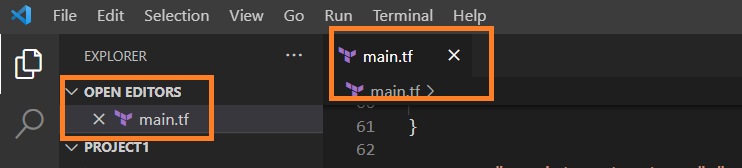 File Edit Selection View Go Run Terminal Help
EXPLORER ···
OPEN EDITORS
main.tf
PROJECT1
main.tf
main.tf
61 }
62